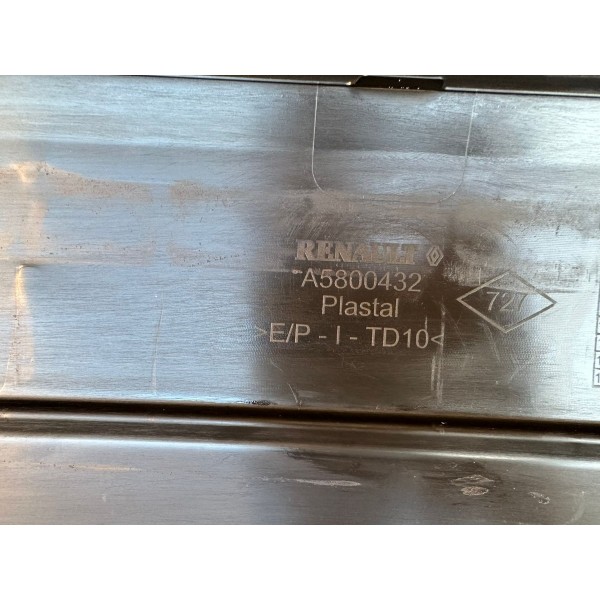 RENAULT
A5800432
Plastal
>E/P - I - TD10<
727